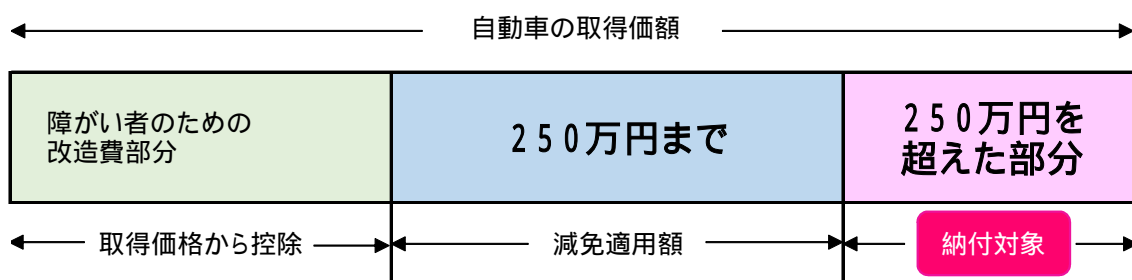 自動車の取得価額
障がい者のための
改造費部分
２５０万円まで
２５０万円を
超えた部分
取得価格から控除
減免適用額
納付対象